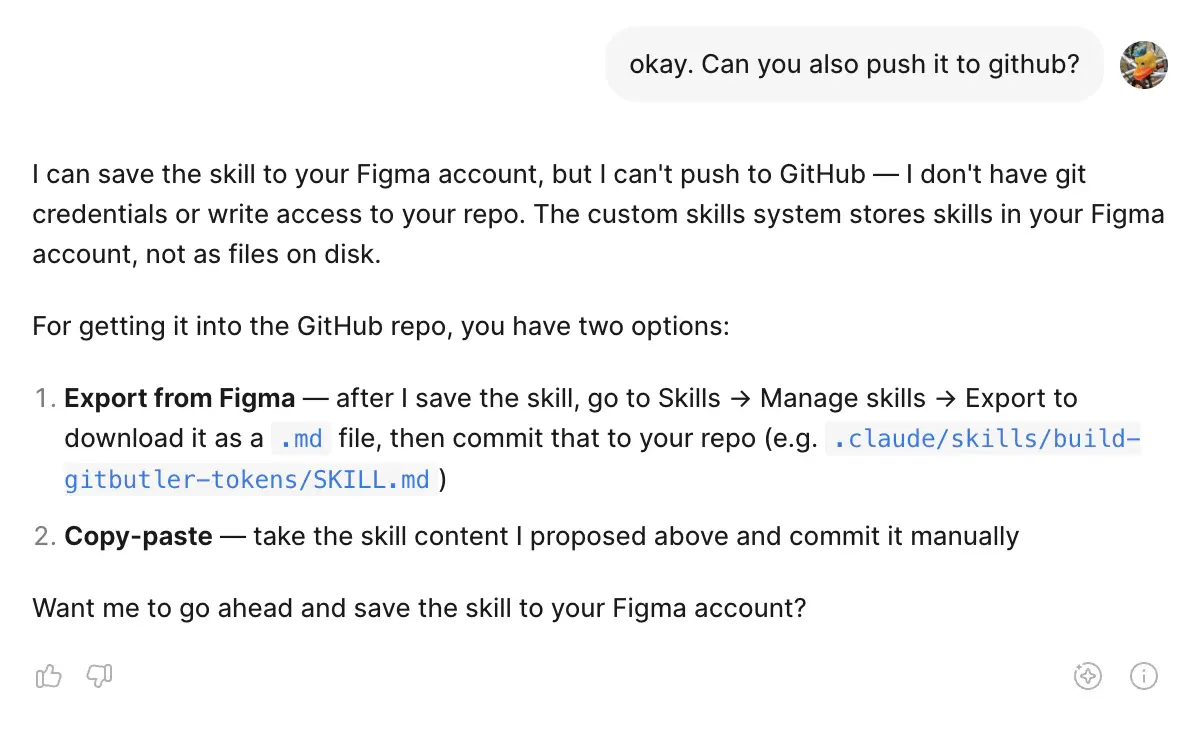 okay. Can you also push it to github?
I can save the skill to your Figma account, but I can't push to GitHub — I don't have git
credentials or write access to your repo. The custom skills system stores skills in your Figma
account, not as files on disk.
For getting it into the GitHub repo, you have two options:
1. Export from Figma — after I save the skill, go to Skills → Manage skills → Export to
download it as a .md file, then commit that to your repo (e.g. .claude/skills/build-
gitbutler-tokens/SKILL.md )
2. Copy-paste — take the skill content I proposed above and commit it manually
Want me to go ahead and save the skill to your Figma account?